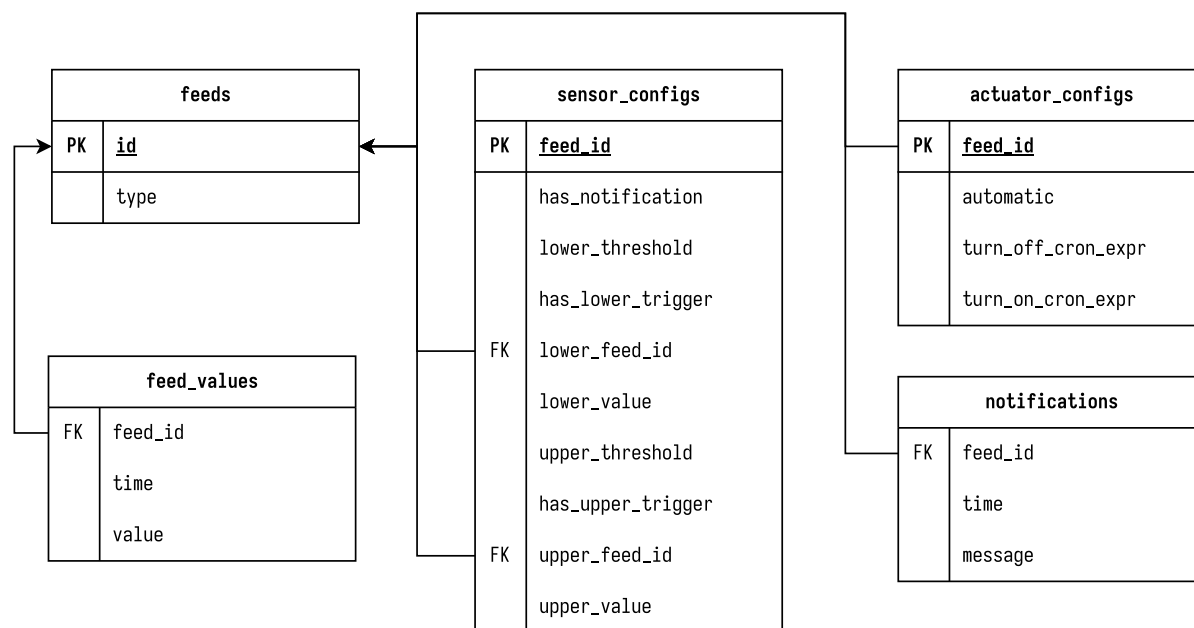 feeds
PK id
type
feed_values
FK feed_id
time
value
sensor_configs
PK feed_id
has_notification
lower_threshold
has_lower_trigger
FK lower_feed_id
lower_value
upper_threshold
has_upper_trigger
FK upper_feed_id
upper_value
actuator_configs
PK feed_id
automatic
turn_off_cron_expr
turn_on_cron_expr
notifications
FK feed_id
time
message